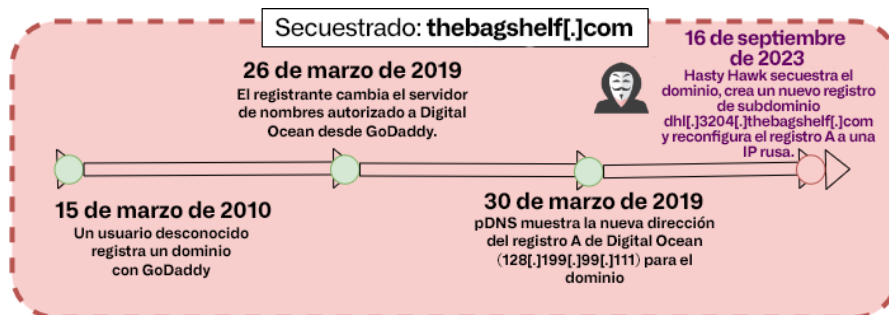 Secuestrado: thebagshelf[.]com
26 de marzo de 2019
El registrante cambia el servidor
de nombres autorizado a Digital
Ocean desde GoDaddy.
16 de septiembre
de 2023
Hasty Hawk secuestra el
dominio, crea un nuevo registro
de subdominio
dhl[.]3204[.]thebagshelf[.]com
y reconfigura el registro A a una
IP rusa.
15 de marzo de 2010
Un usuario desconocido
registra un dominio
con GoDaddy
30 de marzo de 2019
pDNS muestra la nueva dirección
del registro A de Digital Ocean
(128[.]199[.]99[.]111) para el
dominio